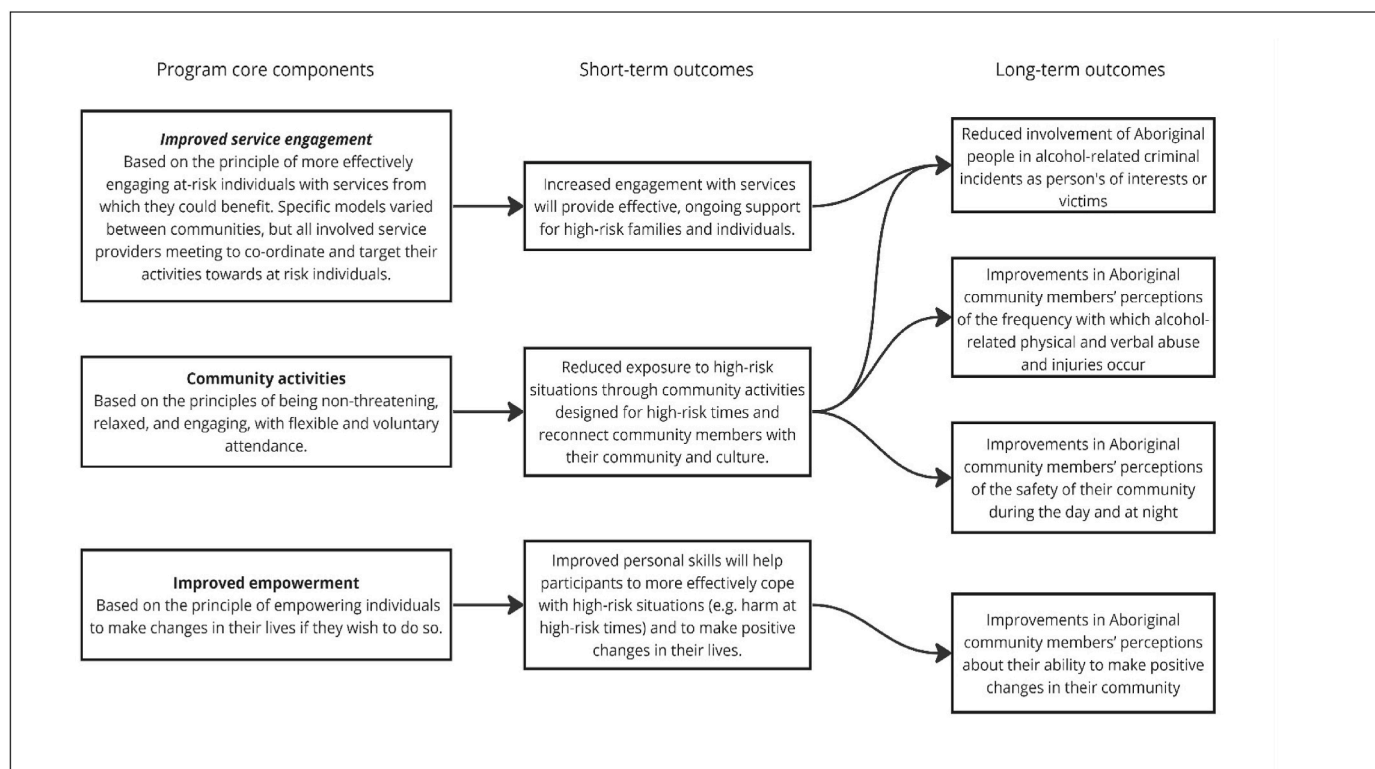 Program core components
Short-term outcomes
Long-term outcomes
Improved service engagement
Based on the principle of more effectively
engaging at-risk individuals with services from
which they could benefit. Specific models varied
between communities, but all involved service
providers meeting to co-ordinate and target their
activities towards at risk individuals.
Increased engagement with services
will provide effective, ongoing support
for high-risk families and individuals.
Reduced involvement of Aboriginal
people in alcohol-related criminal
incidents as person's of interests or
victims
Improvements in Aboriginal
community members’ perceptions
of the frequency with which alcohol-
related physical and verbal abuse
and injuries occur
Community activities
Based on the principles of being non-threatening,
relaxed, and engaging, with flexible and voluntary
attendance.
Reduced exposure to high-risk
situations through community activities
designed for high-risk times and
reconnect community members with
their community and culture.
Improvements in Aboriginal
community members’ perceptions
of the safety of their community
during the day and at night
Improved empowerment
Based on the principle of empowering individuals
to make changes in their lives if they wish to do so.
Improved personal skills will help
participants to more effectively cope
with high-risk situations (e.g. harm at
high-risk times) and to make positive
changes in their lives.
Improvements in Aboriginal
community members’ perceptions
about their ability to make positive
changes in their community